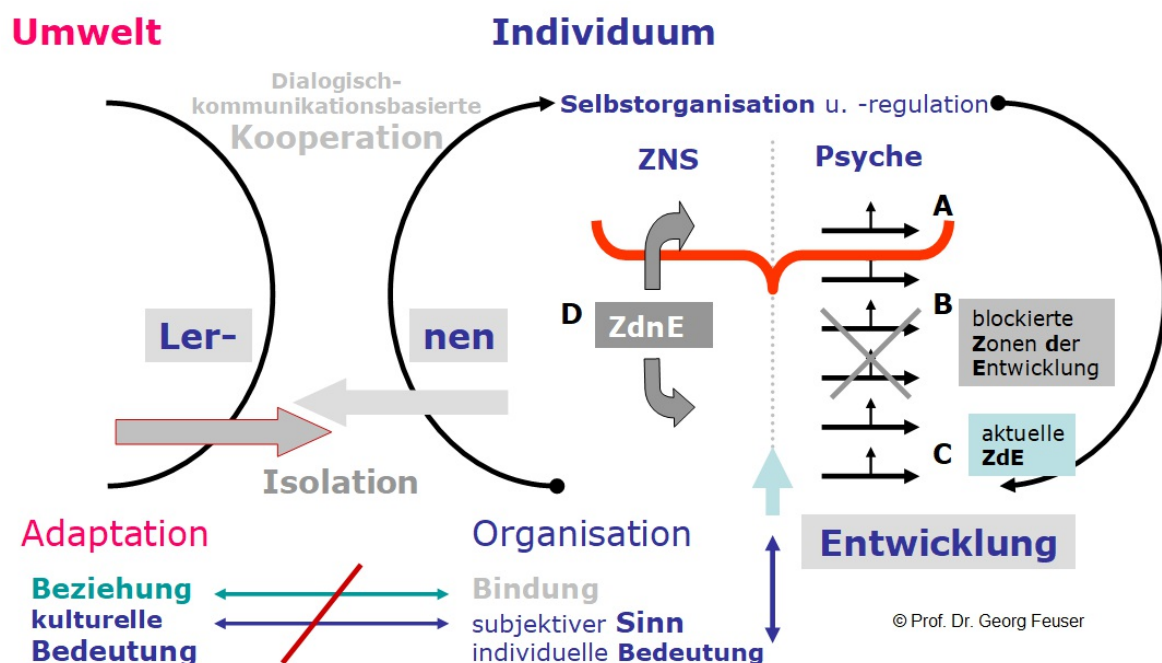 Umwelt
Individuum
Dialogisch-
kommunikationsbasierte
Kooperation
Selbstorganisation u. -regulation
ZNS
Psyche
A
D
ZdnE
B
blockierte
Zonen der
Entwicklung
Ler-
nen
C
aktuelle
ZdE
Isolation
Adaptation
Organisation
Entwicklung
Beziehung
Bindung
kulturelle
Bedeutung
subjektiver Sinn
individuelle Bedeutung
© Prof. Dr. Georg Feuser